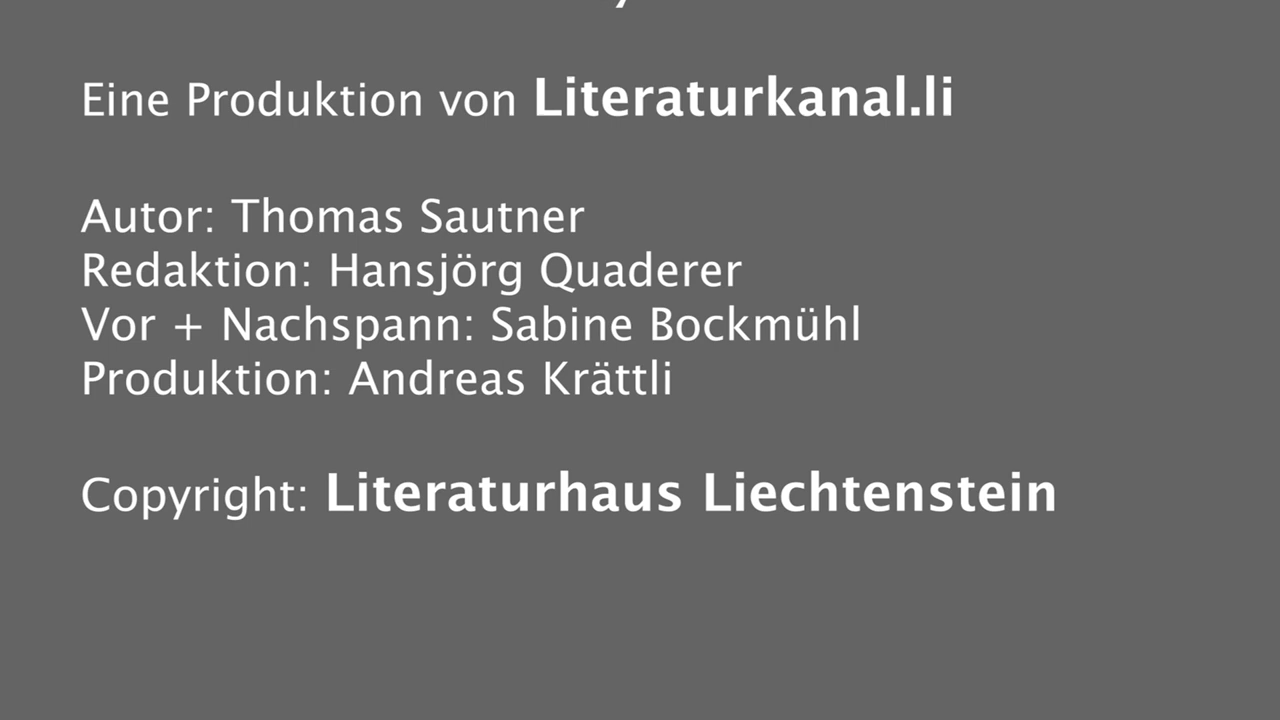 Eine Produktion von Literaturkanal.li
Autor: Thomas Sautner
Redaktion: Hansjörg Quaderer
Vor + Nachspann: Sabine Bockmühl
Produktion: Andreas Krättli
Copyright: Literaturhaus Liechtenstein